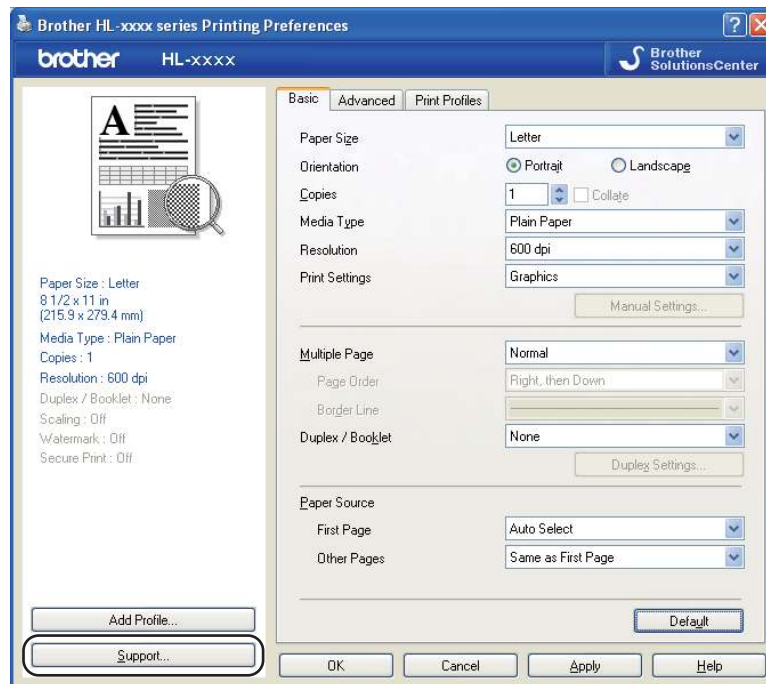 Brother HL-xxxx series Printing Preferences
brother HL-xxxx
Brother
SolutionsCenter
A
Paper Size : Letter
8 1/2 x 11 in
(215.9 x 279.4 mm)
Media Type : Plain Paper
Copies : 1
Resolution : 600 dpi
Duplex / Booklet : None
Scaling : Off
Watermark : Off
Secure Print : Off
Add Profile...
Support...
Basic Advanced Print Profiles
Paper Size Letter
Orientation Portrait Landscape
Copies 1 Collate
Media Type Plain Paper
Resolution 600 dpi
Print Settings Graphics
Manual Settings...
Multiple Page Normal
Page Order Right, then Down
Border Line
Duplex / Booklet None
Duplex Settings...
Paper Source
First Page Auto Select
Other Pages Same as First Page
Default
OK Cancel Apply Help